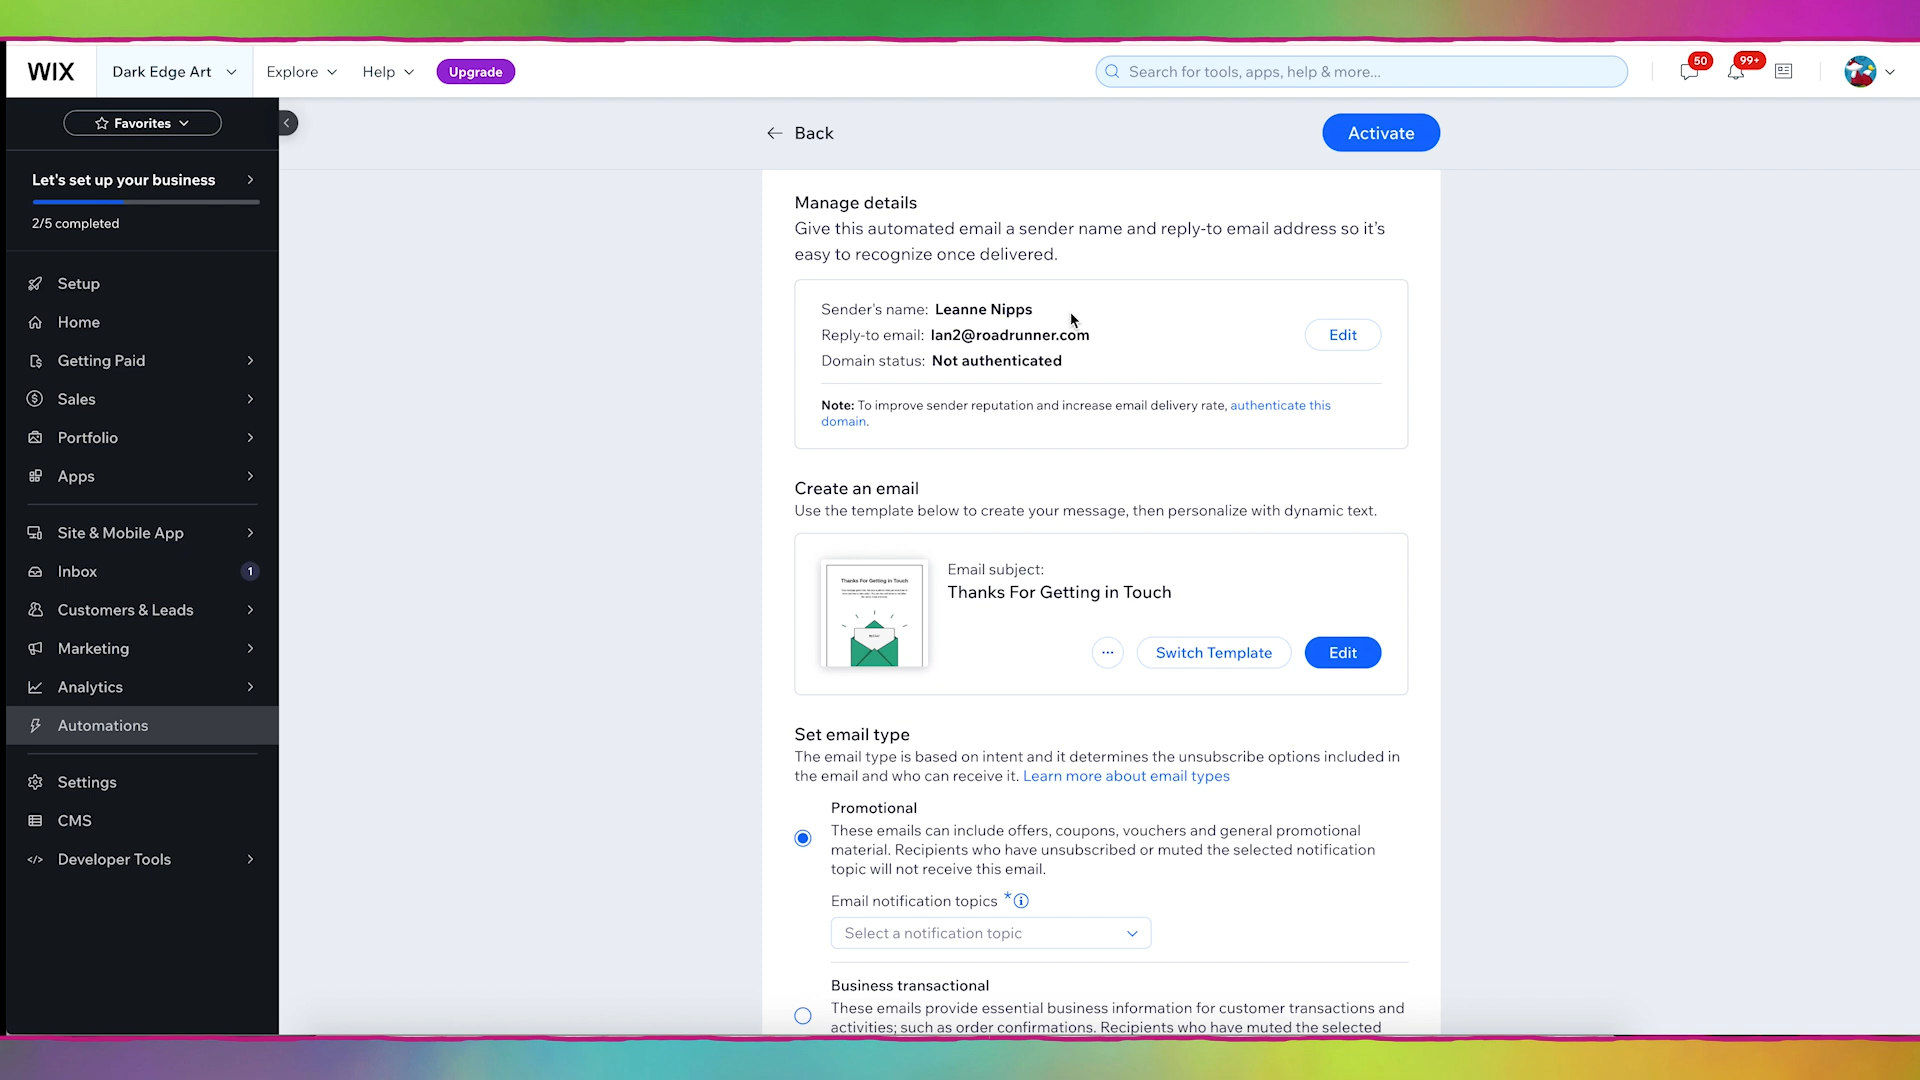 WIX
Dark Edge Art
Explore
Help
Upgrade
Search for tools, apps, help & more...
50
99+
Favorites
Let's set up your business
2/5 completed
Setup
Home
Getting Paid
Sales
Portfolio
Apps
Site & Mobile App
Inbox
1
Customers & Leads
Marketing
Analytics
Automations
Settings
CMS
Developer Tools
Back
Activate
Manage details
Give this automated email a sender name and reply-to email address so it's
easy to recognize once delivered.
Sender's name: Leanne Nipps
Reply-to email: lan2@roadrunner.com
Domain status: Not authenticated
Edit
Note: To improve sender reputation and increase email delivery rate, authenticate this
domain.
Create an email
Use the template below to create your message, then personalize with dynamic text.
Thanks For Getting in Touch
Email subject:
Thanks For Getting in Touch
Switch Template
Edit
Set email type
The email type is based on intent and it determines the unsubscribe options included in
the email and who can receive it. Learn more about email types
Promotional
These emails can include offers, coupons, vouchers and general promotional
material. Recipients who have unsubscribed or muted the selected notification
topic will not receive this email.
Email notification topics *
Select a notification topic
Business transactional
These emails provide essential business information for customer transactions and
activities; such as order confirmations. Recipients who have muted the selected